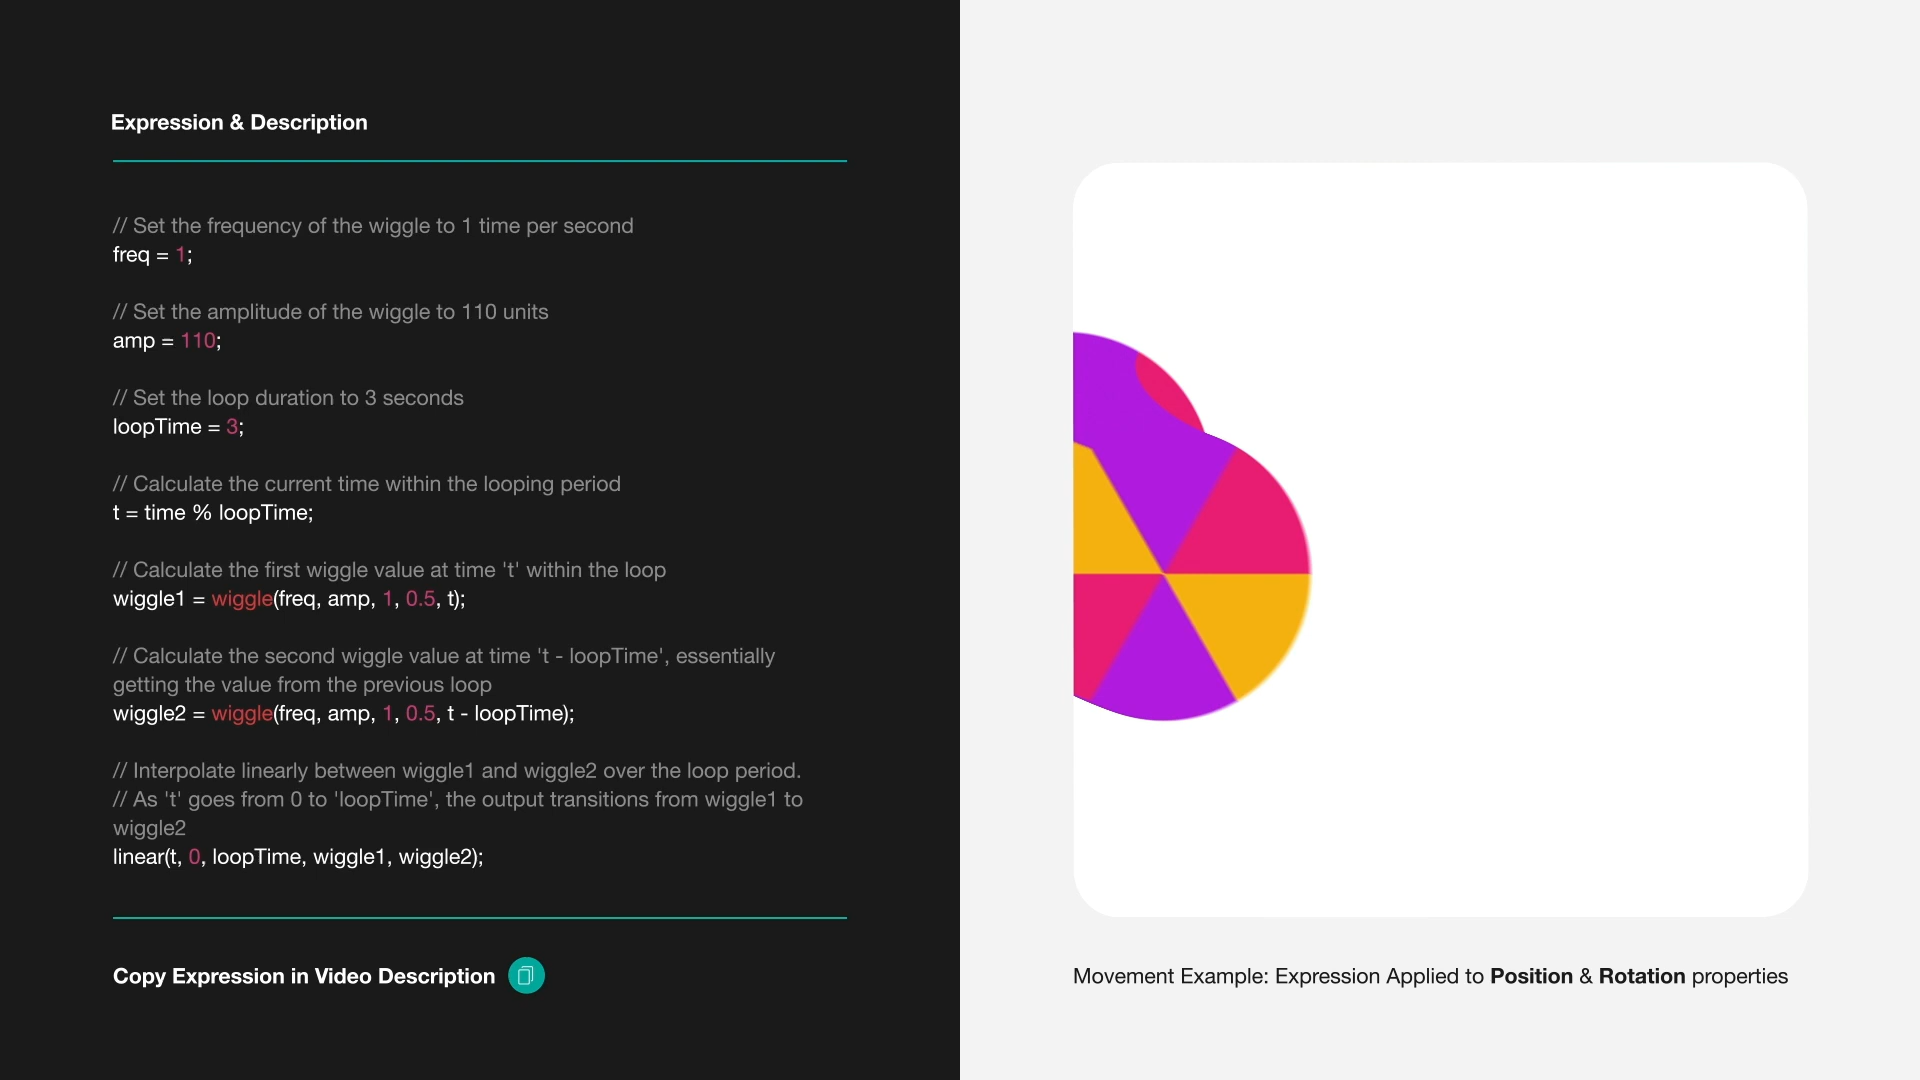 Expression & Description
// Set the frequency of the wiggle to 1 time per second
freq = 1;
// Set the amplitude of the wiggle to 110 units
amp = 110;
// Set the loop duration to 3 seconds
loopTime = 3;
// Calculate the current time within the looping period
t = time % loopTime;
// Calculate the first wiggle value at time 't' within the loop
wiggle1 = wiggle(freq, amp, 1, 0.5, t);
// Calculate the second wiggle value at time 't - loopTime', essentially
getting the value from the previous loop
wiggle2 = wiggle(freq, amp, 1, 0.5, t - loopTime);
// Interpolate linearly between wiggle1 and wiggle2 over the loop period.
// As 't' goes from 0 to 'loopTime', the output transitions from wiggle1 to
wiggle2
linear(t, 0, loopTime, wiggle1, wiggle2);
Copy Expression in Video Description
Movement Example: Expression Applied to Position & Rotation properties